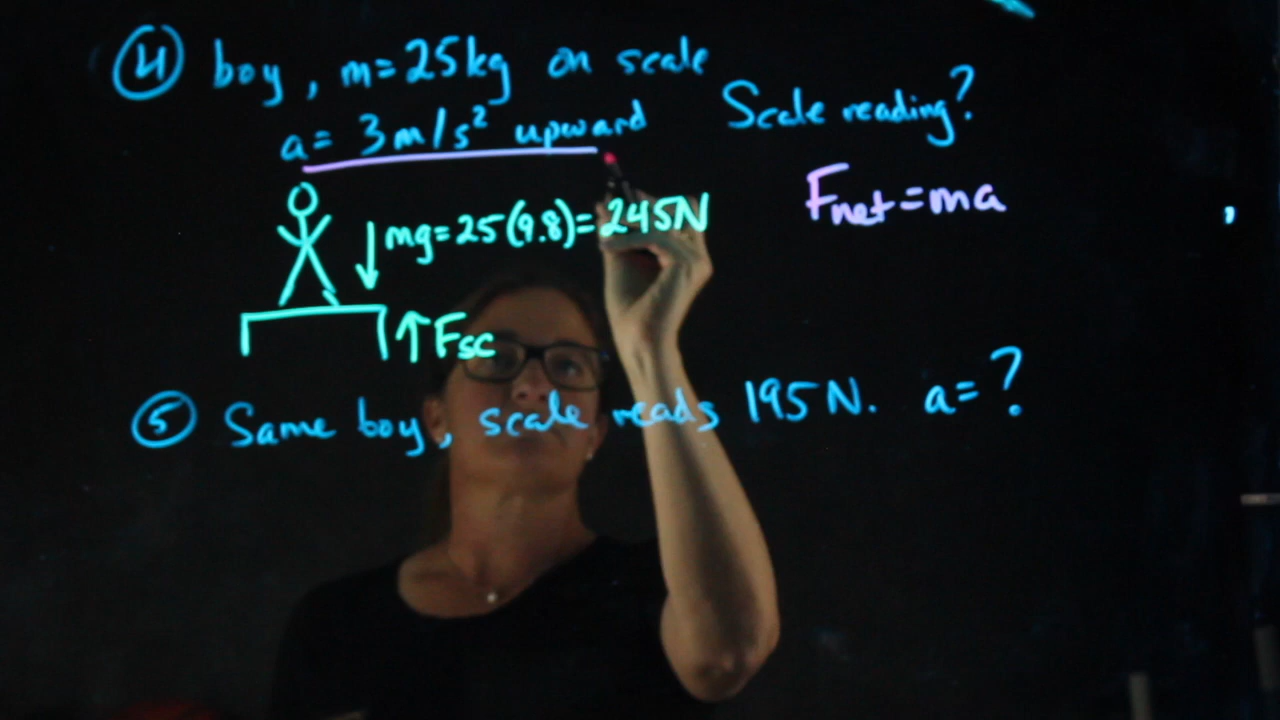 ④ boy, m=25kg on scale
a= 3m/s² upward
Scale reading?
Fnet=ma
mg=25(9.8)=245N
Fsc
⑤ Same boy, scale reads 195N. a=?